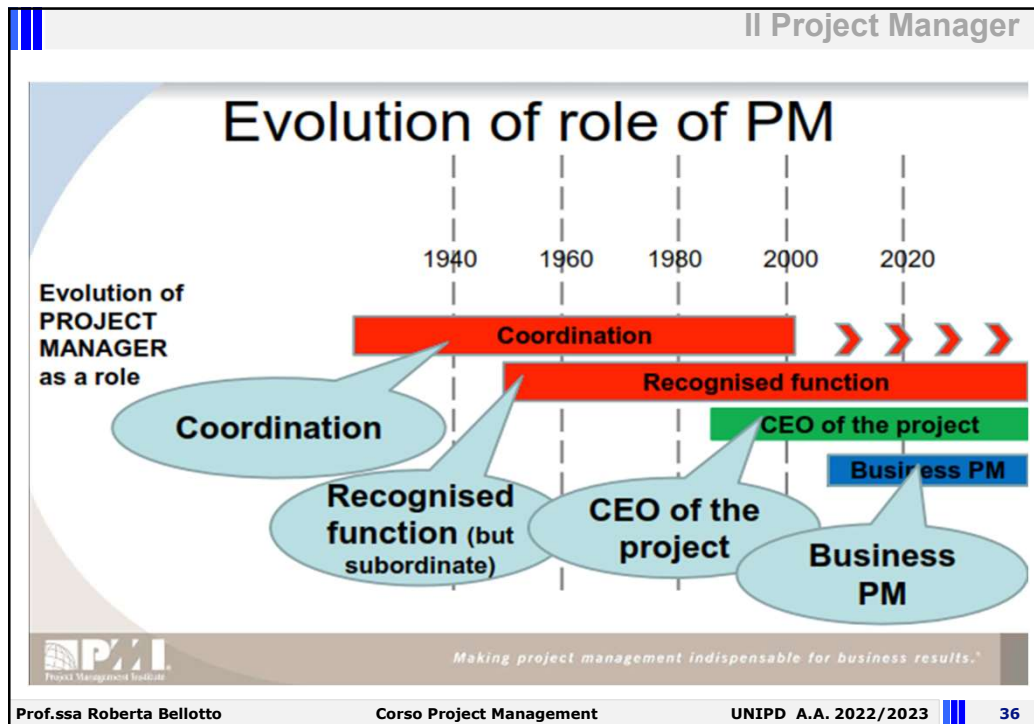 Il Project Manager
Evolution of role of PM
1940 1960 1980 2000 2020
Evolution of
PROJECT
MANAGER
as a role
Coordination
Recognised function
CEO of the project
Business PM
Coordination
Recognised
function (but
subordinate)
CEO of the
project
Business
PM
PMI
Project Management Institute
Making project management indispensable for business results.
Prof.ssa Roberta Bellotto Corso Project Management UNIPD A.A. 2022/2023 36